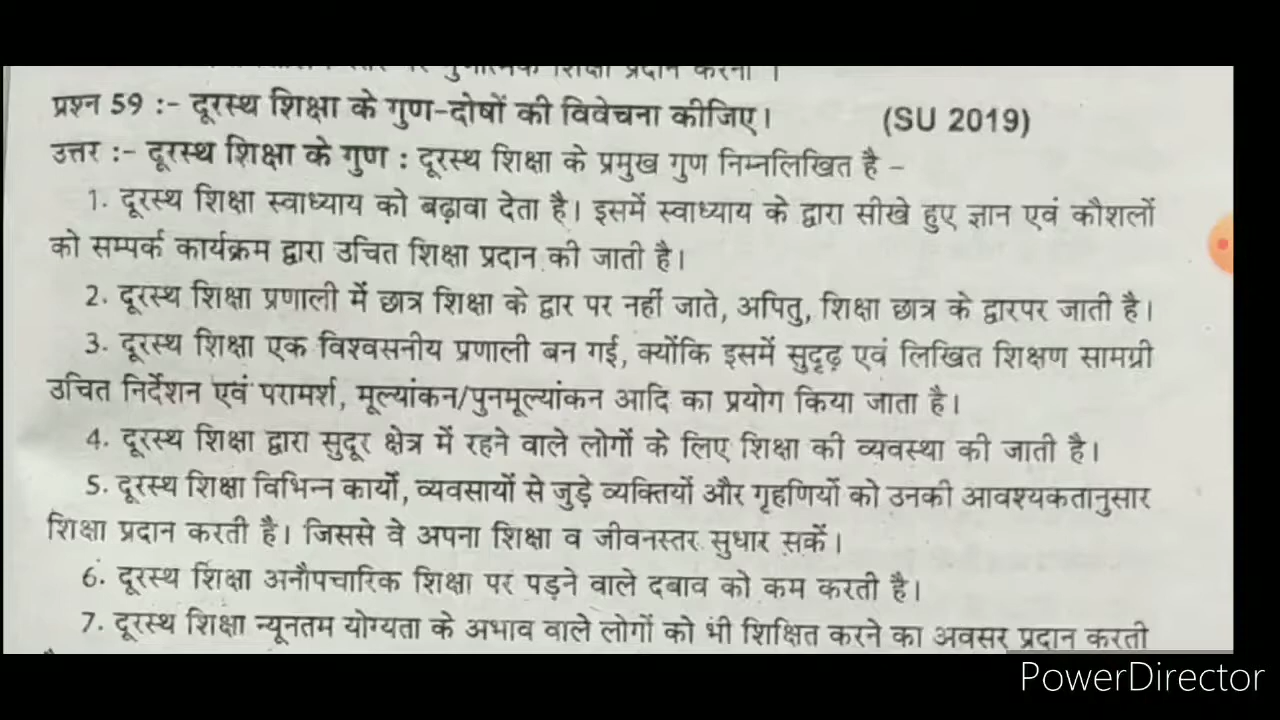 गुणात्मक शिक्षा प्रदान करना ।
प्रश्न 59 :- दूरस्थ शिक्षा के गुण-दोषों की विवेचना कीजिए। (SU 2019)
उत्तर :- दूरस्थ शिक्षा के गुण : दूरस्थ शिक्षा के प्रमुख गुण निम्नलिखित है –
1. दूरस्थ शिक्षा स्वाध्याय को बढ़ावा देता है। इसमें स्वाध्याय के द्वारा सीखे हुए ज्ञान एवं कौशलों
को सम्पर्क कार्यक्रम द्वारा उचित शिक्षा प्रदान की जाती है।
2. दूरस्थ शिक्षा प्रणाली में छात्र शिक्षा के द्वार पर नहीं जाते, अपितु, शिक्षा छात्र के द्वारपर जाती है।
3. दूरस्थ शिक्षा एक विश्वसनीय प्रणाली बन गई, क्योंकि इसमें सुदृढ़ एवं लिखित शिक्षण सामग्री
उचित निर्देशन एवं परामर्श, मूल्यांकन/पुनमूल्यांकन आदि का प्रयोग किया जाता है।
4. दूरस्थ शिक्षा द्वारा सुदूर क्षेत्र में रहने वाले लोगों के लिए शिक्षा की व्यवस्था की जाती है।
5. दूरस्थ शिक्षा विभिन्न कार्यों, व्यवसायों से जुड़े व्यक्तियों और गृहणियों को उनकी आवश्यकतानुसार
शिक्षा प्रदान करती है। जिससे वे अपना शिक्षा व जीवनस्तर सुधार सकें।
6. दूरस्थ शिक्षा अनौपचारिक शिक्षा पर पड़ने वाले दबाव को कम करती है।
7. दूरस्थ शिक्षा न्यूनतम योग्यता के अभाव वाले लोगों को भी शिक्षित करने का अवसर प्रदान करती
PowerDirector